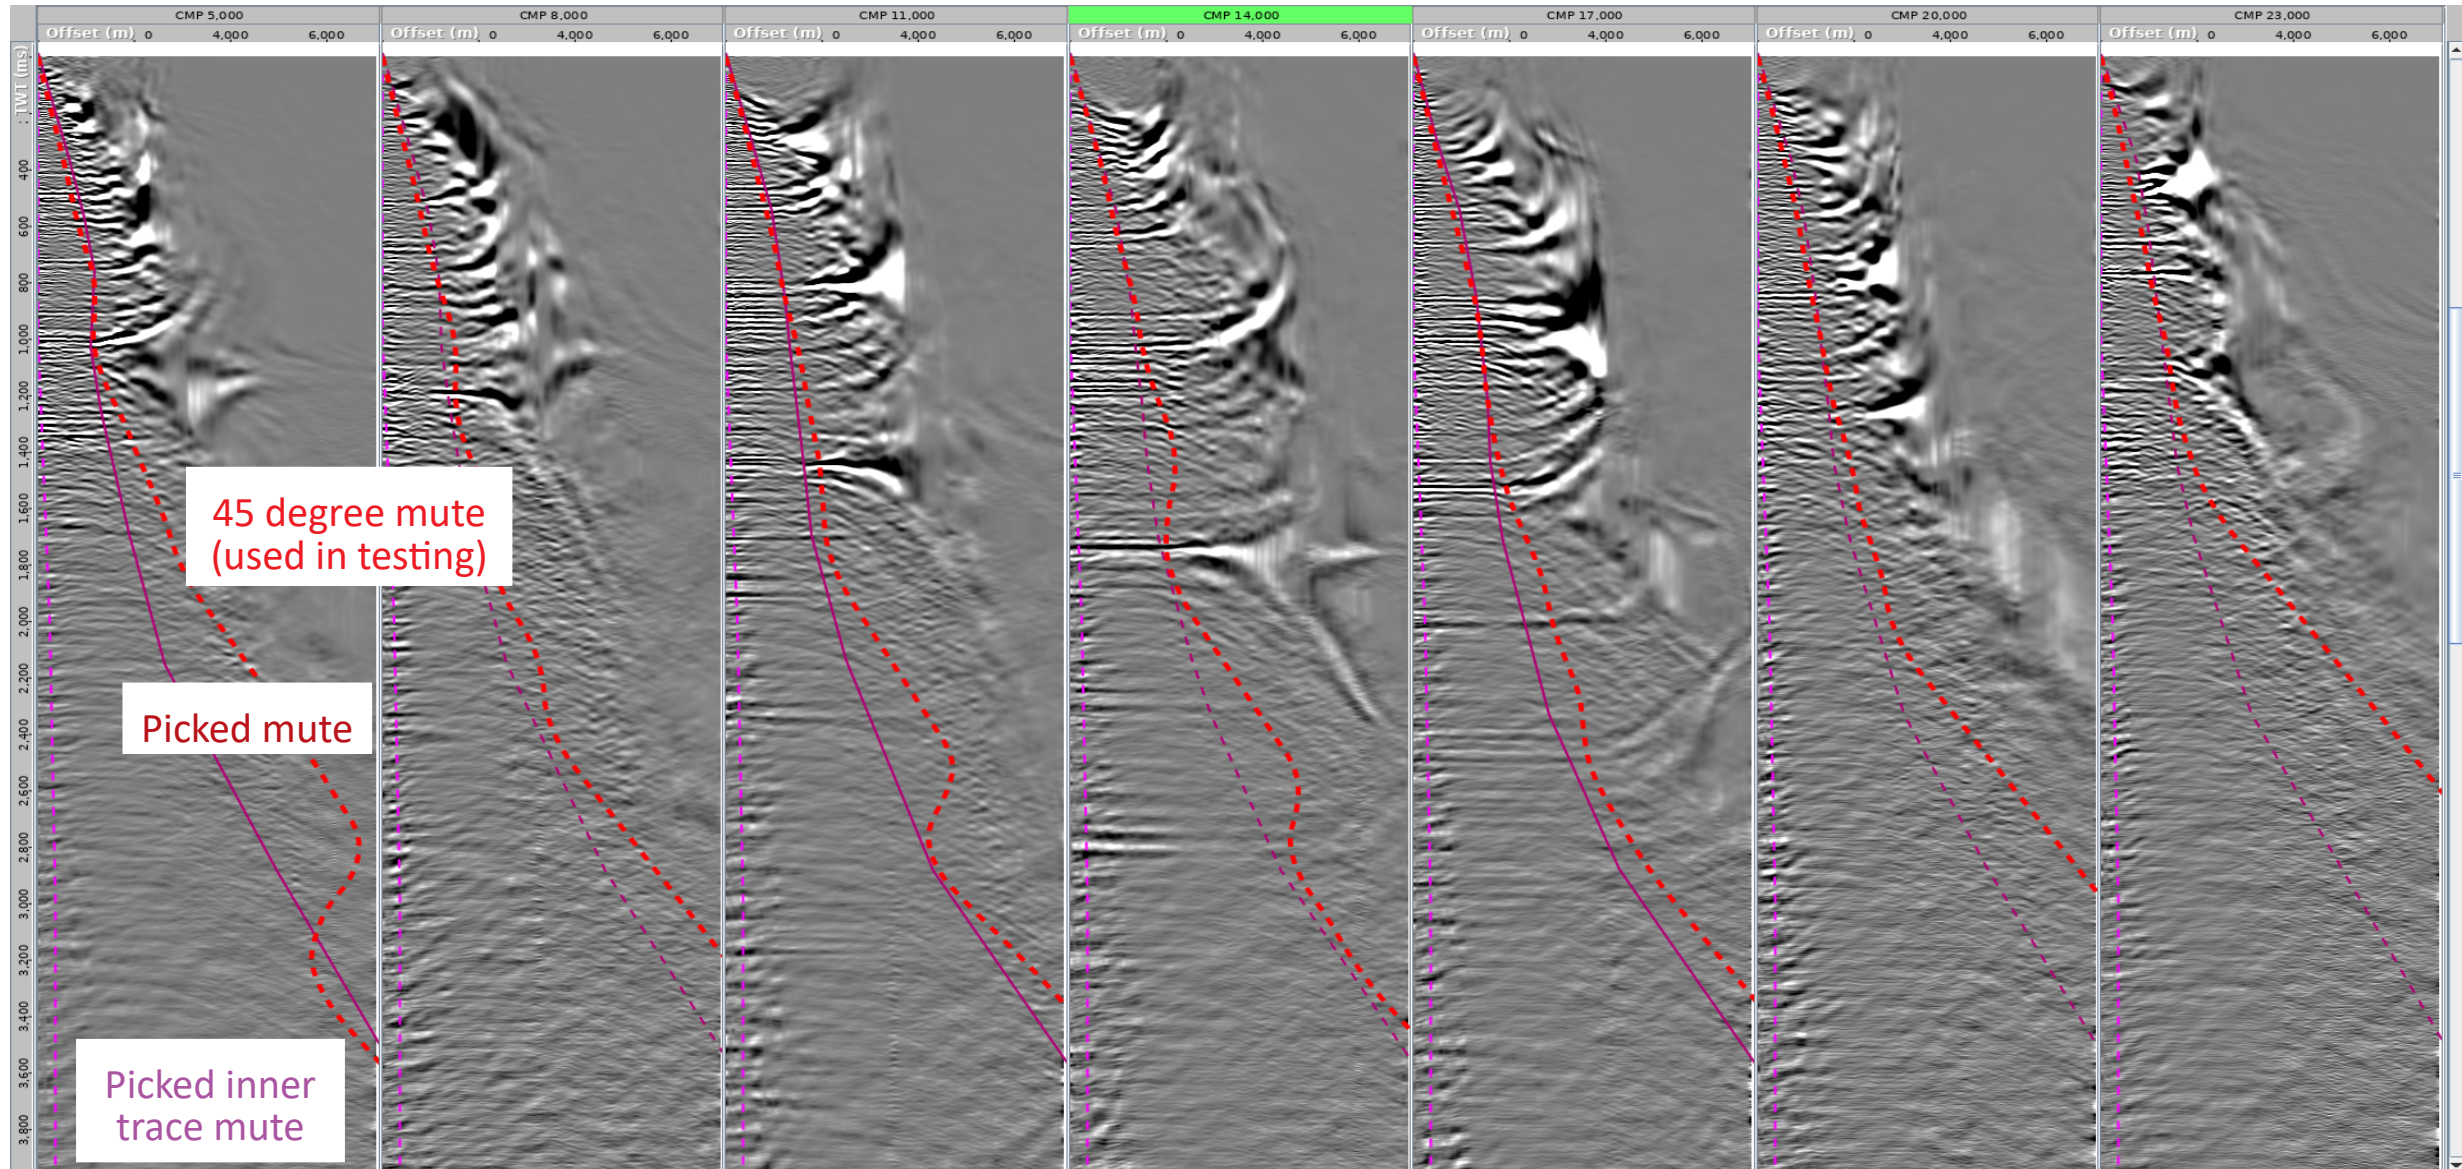 CMP 5,000 CMP 8,000 CMP 11,000 CMP 14,000 CMP 17,000 CMP 20,000 CMP 23,000
Offset (m) 0 4,000 6,000 Offset (m) 0 4,000 6,000 Offset (m) 0 4,000 6,000 Offset (m) 0 4,000 6,000 Offset (m) 0 4,000 6,000 Offset (m) 0 4,000 6,000 Offset (m) 0 4,000 6,000
: TWT (ms)
400
600
800
1,000
1,200
1,400
1,600
1,800
2,000
2,200
2,400
2,600
2,800
3,000
3,200
3,400
3,600
3,800
45 degree mute
(used in testing)
Picked mute
Picked inner
trace mute